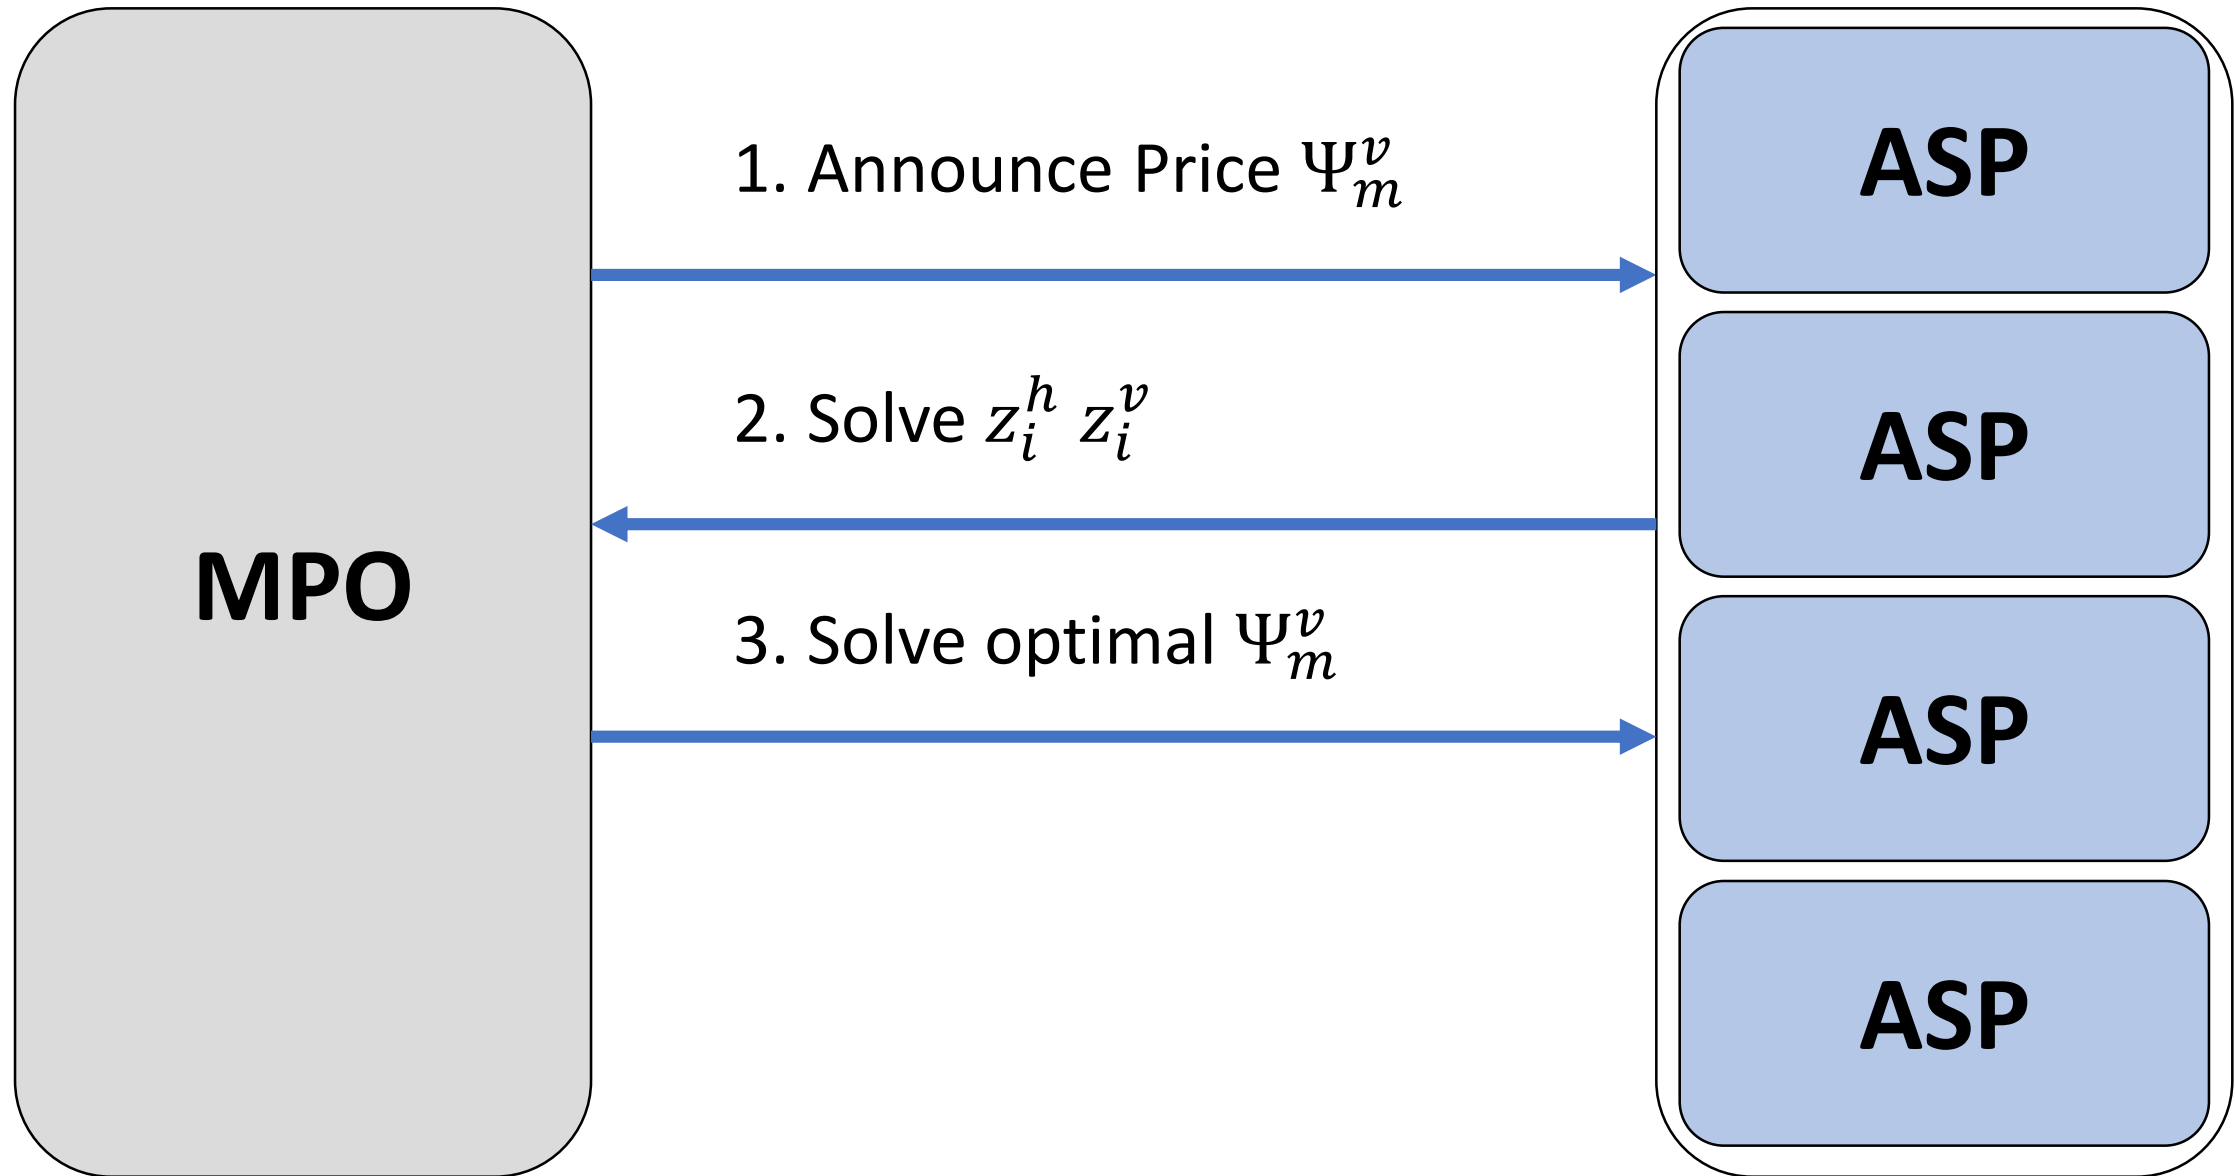 MPO
1. Announce Price Ψ_m^v
2. Solve z_i^h z_i^v
3. Solve optimal Ψ_m^v
ASP
ASP
ASP
ASP